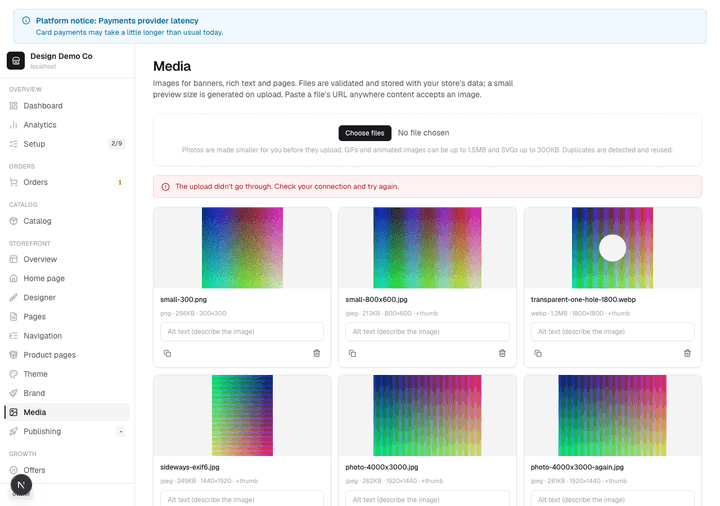 Platform notice: Payments provider latency
Card payments may take a little longer than usual today.
Design Demo Co
localhost
OVERVIEW
Dashboard
Analytics
Setup 2/9
ORDERS
Orders 1
CATALOG
Catalog
STOREFRONT
Overview
Home page
Designer
Pages
Navigation
Product pages
Theme
Brand
Media
Publishing
GROWTH
Offers
N
Media
Images for banners, rich text and pages. Files are validated and stored with your store's data; a small
preview size is generated on upload. Paste a file's URL anywhere content accepts an image.
Choose files No file chosen
Photos are made smaller for you before they upload. GIFs and animated images can be up to 1.5MB and SVGs up to 300KB. Duplicates are detected and reused.
The upload didn't go through. Check your connection and try again.
small-300.png
png · 256KB · 300×300
Alt text (describe the image)
small-800x600.jpg
jpeg · 213KB · 800×600 · +thumb
Alt text (describe the image)
transparent-one-hole-1800.webp
webp · 1.3MB · 1800×1800 · +thumb
Alt text (describe the image)
sideways-exif6.jpg
jpeg · 249KB · 1440×1920 · +thumb
Alt text (describe the image)
photo-4000x3000.jpg
jpeg · 262KB · 1920×1440 · +thumb
Alt text (describe the image)
photo-4000x3000-again.jpg
jpeg · 261KB · 1920×1440 · +thumb
Alt text (describe the image)